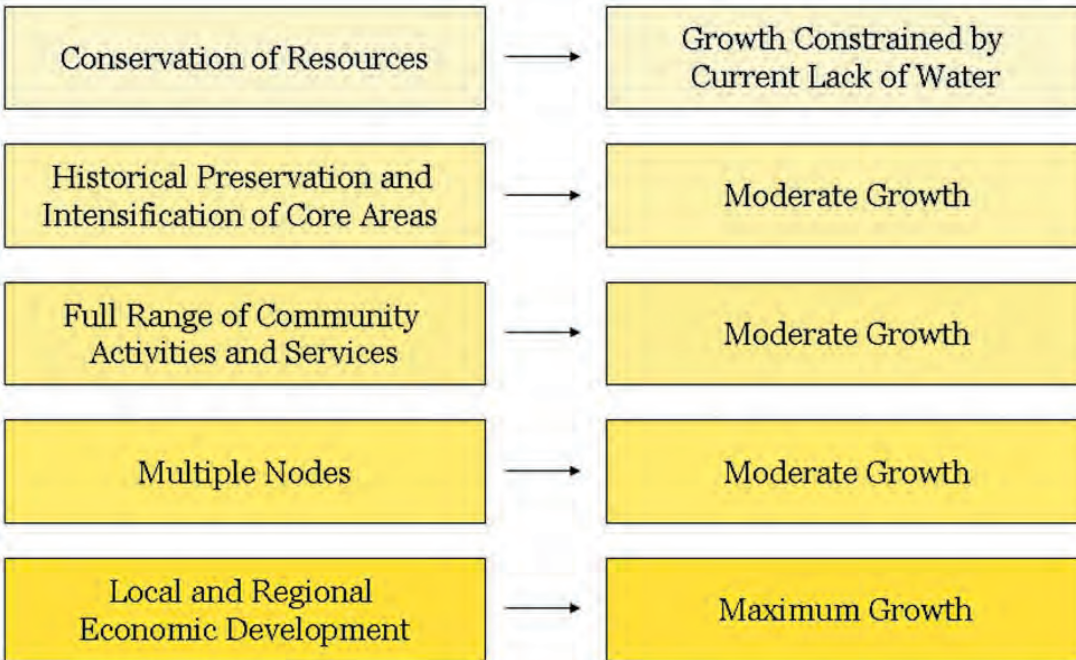 Conservation of Resources
Growth Constrained by
Current Lack of Water
Historical Preservation and
Intensification of Core Areas
Moderate Growth
Full Range of Community
Activities and Services
Moderate Growth
Multiple Nodes
Moderate Growth
Local and Regional
Economic Development
Maximum Growth